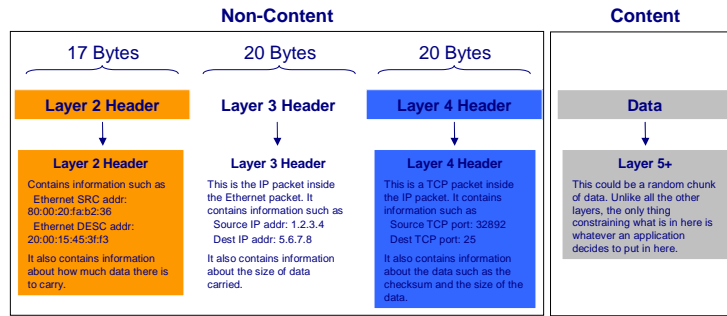 Non-Content
Content
17 Bytes
20 Bytes
20 Bytes
Layer 2 Header
Layer 3 Header
Layer 4 Header
Data
Layer 2 Header
Contains information such as
Ethernet SRC addr:
80:00:20:fa:b2:36
Ethernet DESC addr:
20:00:15:45:3f:f3
It also contains information
about how much data there is
to carry.
Layer 3 Header
This is the IP packet inside
the Ethernet packet. It
contains information such as
Source IP addr: 1.2.3.4
Dest IP addr: 5.6.7.8
It also contains
information about the
size of data
carried.
Layer 4 Header
This is a TCP packet inside
the IP packet. It contains
information such as
Source TCP port: 32892
Dest TCP port: 25
It also contains information
about the data such as the
checksum and the size of the
data.
Layer 5+
This could be a random chunk
of data. Unlike all the other
layers, the only thing
constraining what is in here is
whatever an application
decides to put in here.